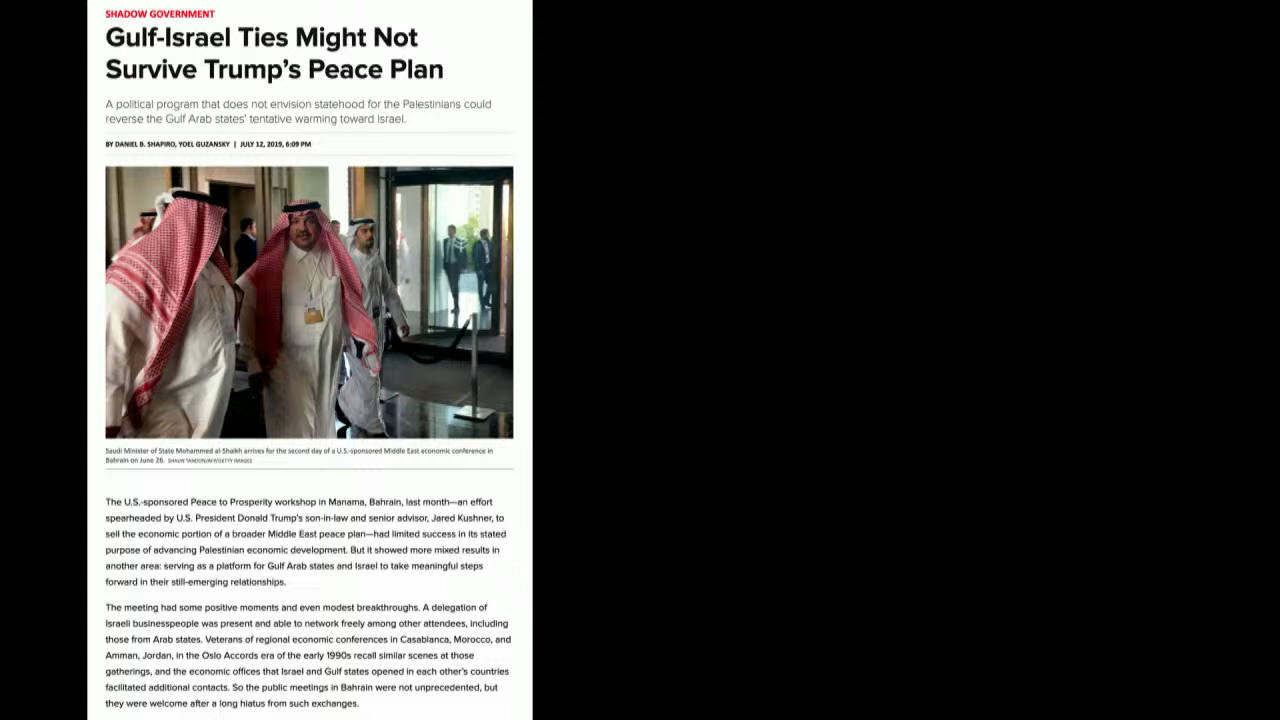 SHADOW GOVERNMENT
Gulf-Israel Ties Might Not
Survive Trump's Peace Plan
A political program that does not envision statehood for the Palestinians could
reverse the Gulf Arab states' tentative warming toward Israel.
BY DANIEL B. SHAPIRO, YOEL GUZANSKY | JULY 12, 2019, 6:09 PM
Saudi Minister of State Mohammed al-Shaikh arrives for the second day of a U.S.-sponsored Middle East economic conference in
Bahrain on June 26. SHAUN TANDON/AFP/GETTY IMAGES
The U.S.-sponsored Peace to Prosperity workshop in Manama, Bahrain, last month—an effort
spearheaded by U.S. President Donald Trump's son-in-law and senior advisor, Jared Kushner, to
sell the economic portion of a broader Middle East peace plan—had limited success in its stated
purpose of advancing Palestinian economic development. But it showed more mixed results in
another area: serving as a platform for Gulf Arab states and Israel to take meaningful steps
forward in their still-emerging relationships.
The meeting had some positive moments and even modest breakthroughs. A delegation of
Israeli businesspeople was present and able to network freely among other attendees, including
those from Arab states. Veterans of regional economic conferences in Casablanca, Morocco, and
Amman, Jordan, in the Oslo Accords era of the early 1990s recall similar scenes at those
gatherings, and the economic offices that Israel and Gulf states opened in each other's countries
facilitated additional contacts. So the public meetings in Bahrain were not unprecedented, but
they were welcome after a long hiatus from such exchanges.